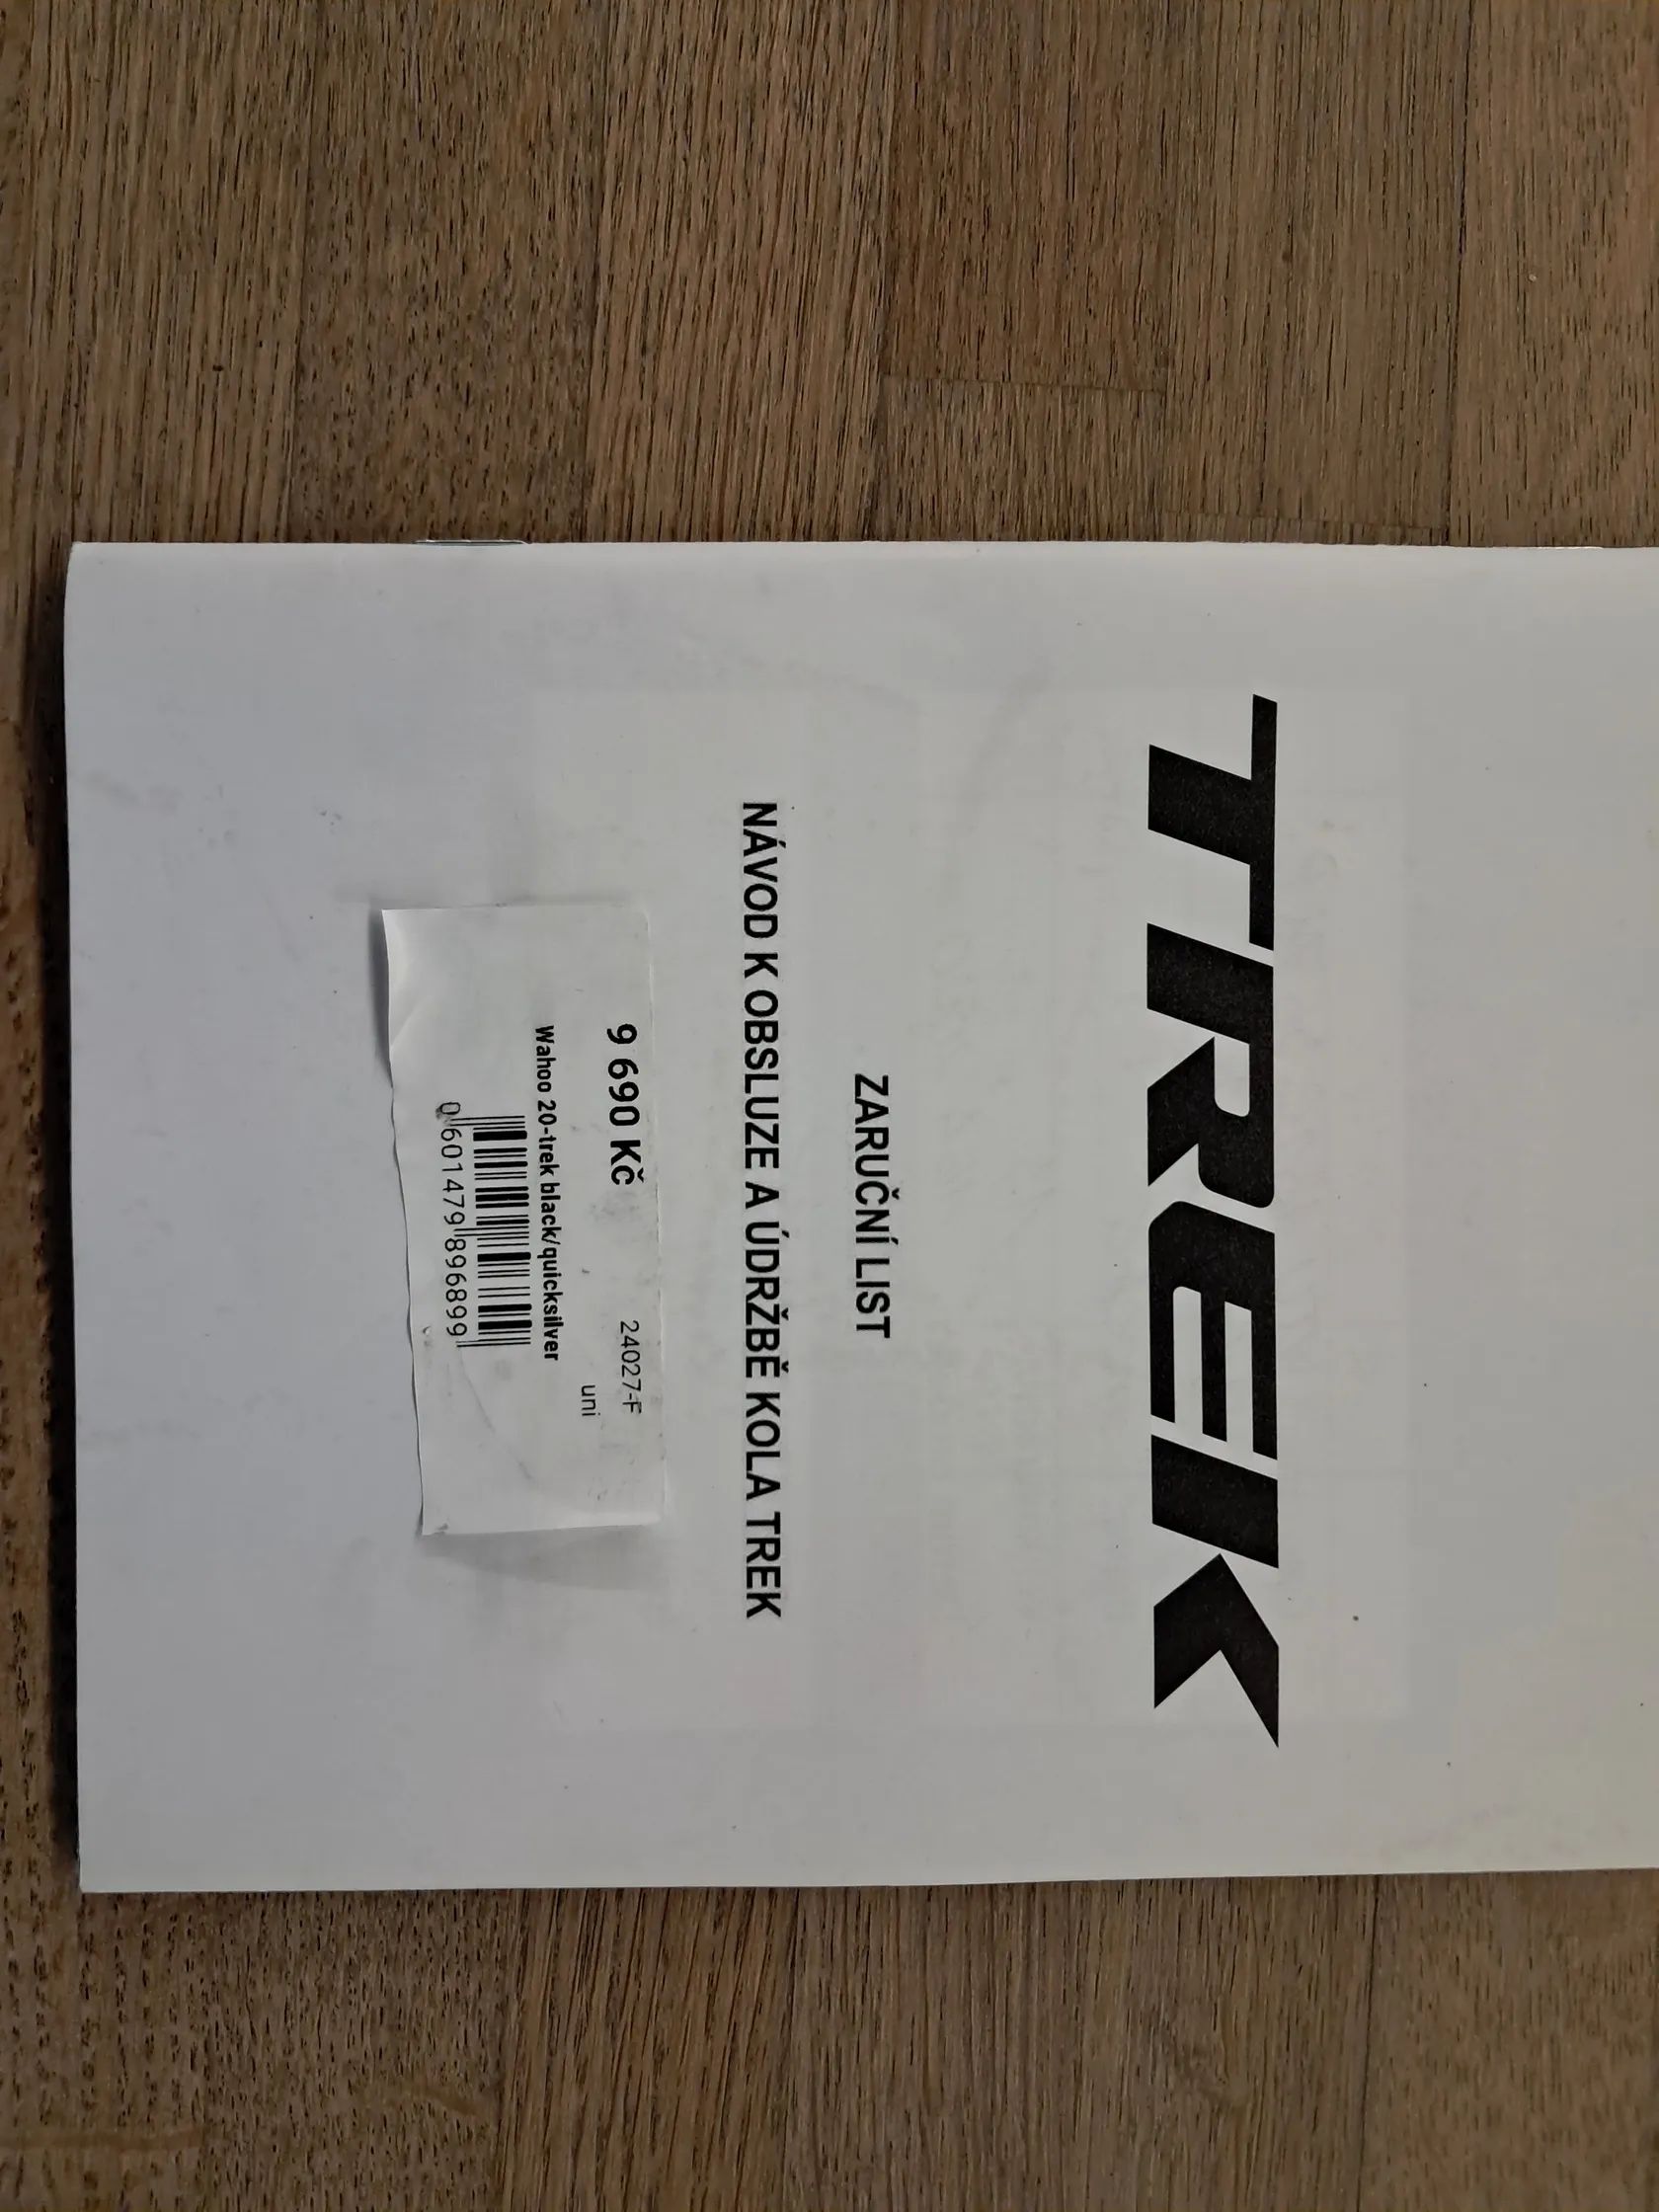 TREK
ZARUČNÍ LIST
NÁVOD K OBSLUZE A ÚDRŽBĚ KOLA TREK
9 690 Kč 24027-F
uni
Wahoo 20-trek black/quicksilver
0 601479 896899